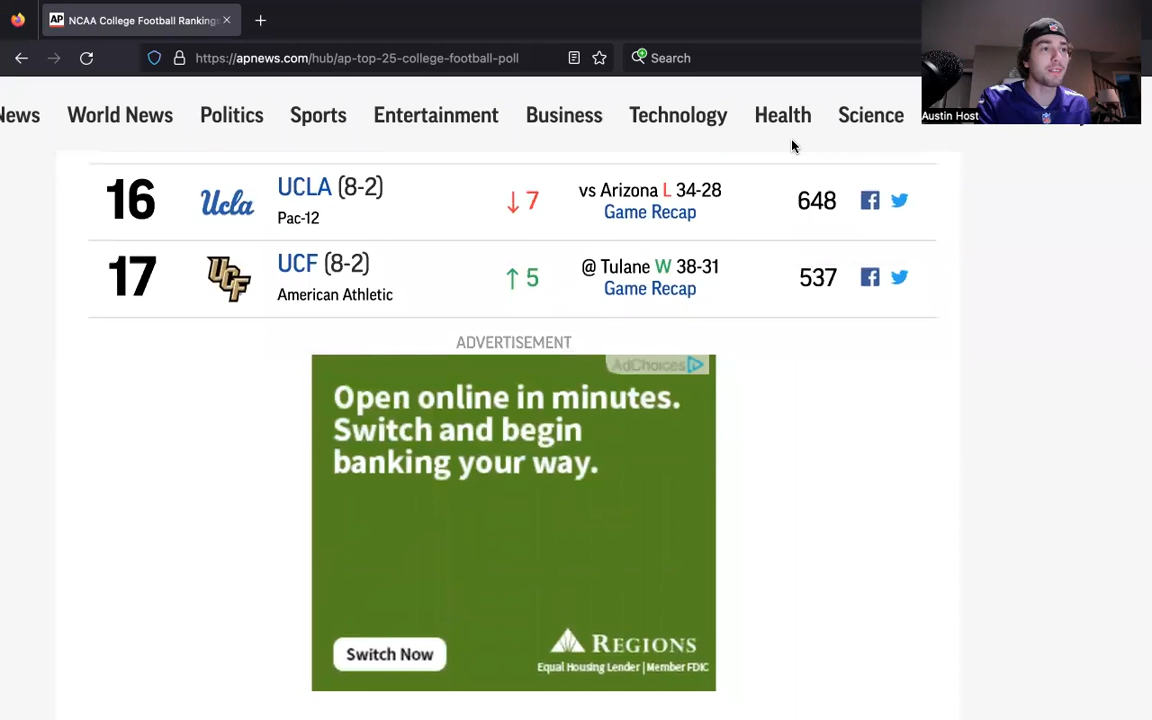 AP NCAA College Football Ranking
https://apnews.com/hub/ap-top-25-college-football-poll
Search
News World News Politics Sports Entertainment Business Technology Health Science
Austin Host
16 Ucla UCLA (8-2) ↓ 7 vs Arizona L 34-28 648
Pac-12 Game Recap
17 UCF UCF (8-2) ↑ 5 @ Tulane W 38-31 537
American Athletic Game Recap
ADVERTISEMENT
AdChoices
Open online in minutes.
Switch and begin
banking your way.
Switch Now
REGIONS
Equal Housing Lender | Member FDIC